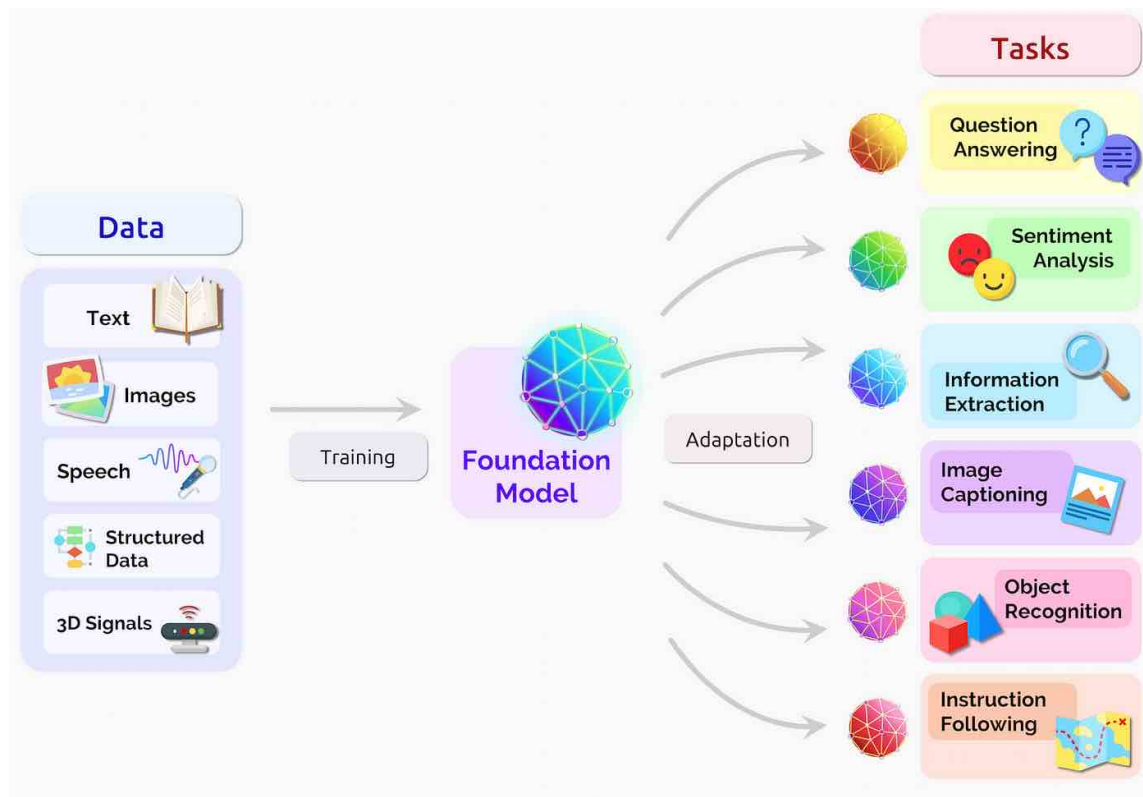 Data
Text
Images
Speech
Structured
Data
3D Signals
Training
Foundation
Model
Adaptation
Tasks
Question
Answering
?
Sentiment
Analysis
Information
Extraction
Image
Captioning
Object
Recognition
Instruction
Following